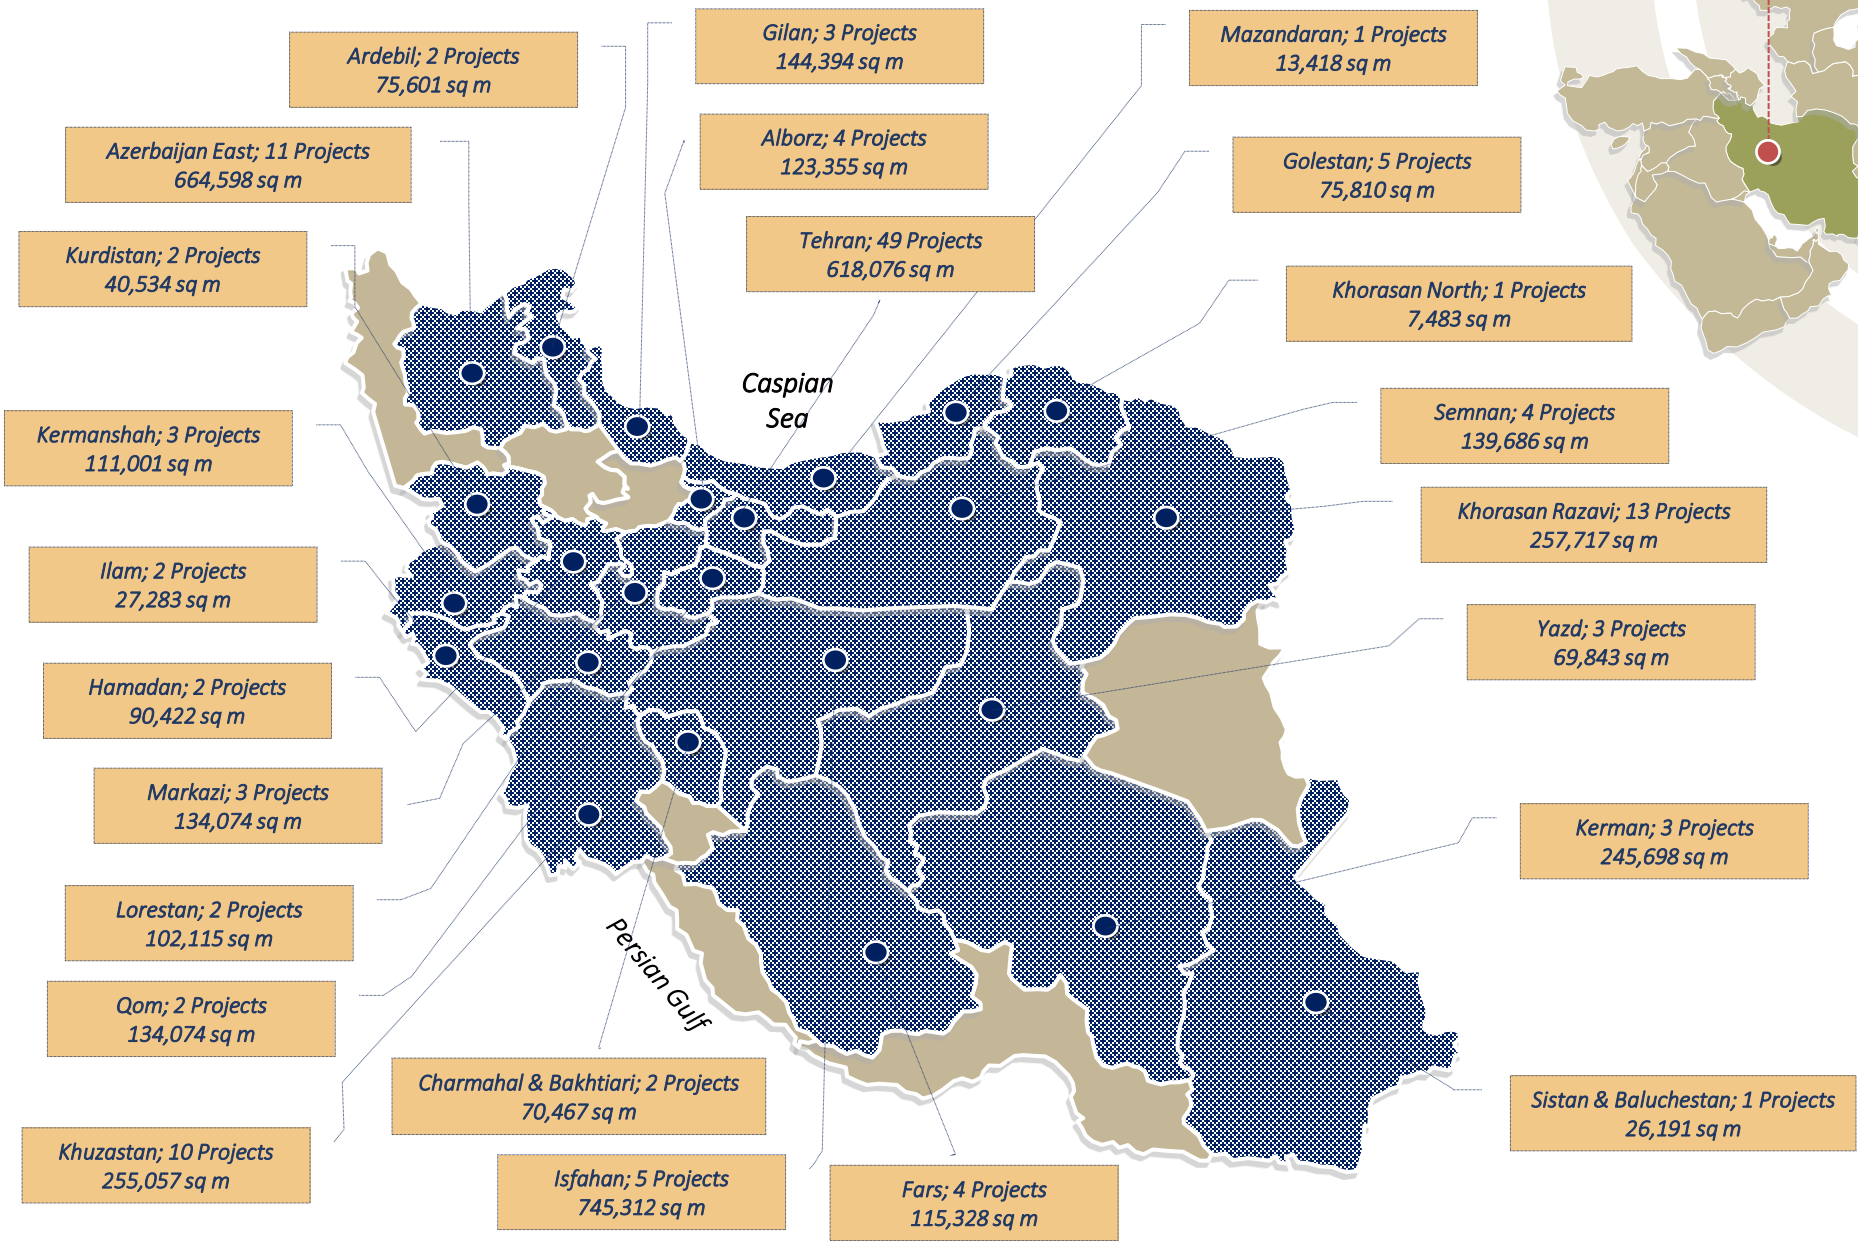 Ardebil; 2 Projects
75,601 sq m
Gilan; 3 Projects
144,394 sq m
Mazandaran; 1 Projects
13,418 sq m
Azerbaijan East; 11 Projects
664,598 sq m
Alborz; 4 Projects
123,355 sq m
Golestan; 5 Projects
75,810 sq m
Kurdistan; 2 Projects
40,534 sq m
Tehran; 49 Projects
618,076 sq m
Khorasan North; 1 Projects
7,483 sq m
Caspian
Sea
Kermanshah; 3 Projects
111,001 sq m
Semnan; 4 Projects
139,686 sq m
Khorasan Razavi; 13 Projects
257,717 sq m
Ilam; 2 Projects
27,283 sq m
Yazd; 3 Projects
69,843 sq m
Hamadan; 2 Projects
90,422 sq m
Markazi; 3 Projects
134,074 sq m
Kerman; 3 Projects
245,698 sq m
Lorestan; 2 Projects
102,115 sq m
Persian Gulf
Qom; 2 Projects
134,074 sq m
Charmahal & Bakhtiari; 2 Projects
70,467 sq m
Sistan & Baluchestan; 1 Projects
26,191 sq m
Khuzastan; 10 Projects
255,057 sq m
Isfahan; 5 Projects
745,312 sq m
Fars; 4 Projects
115,328 sq m